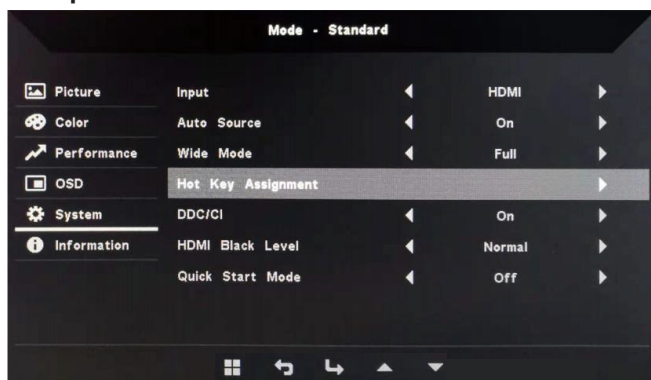 Mode - Standard
Picture
Input HDMI
Color
Auto Source On
Performance
Wide Mode Full
OSD
Hot Key Assignment
System
DDC/CI On
Information
HDMI Black Level Normal
Quick Start Mode Off